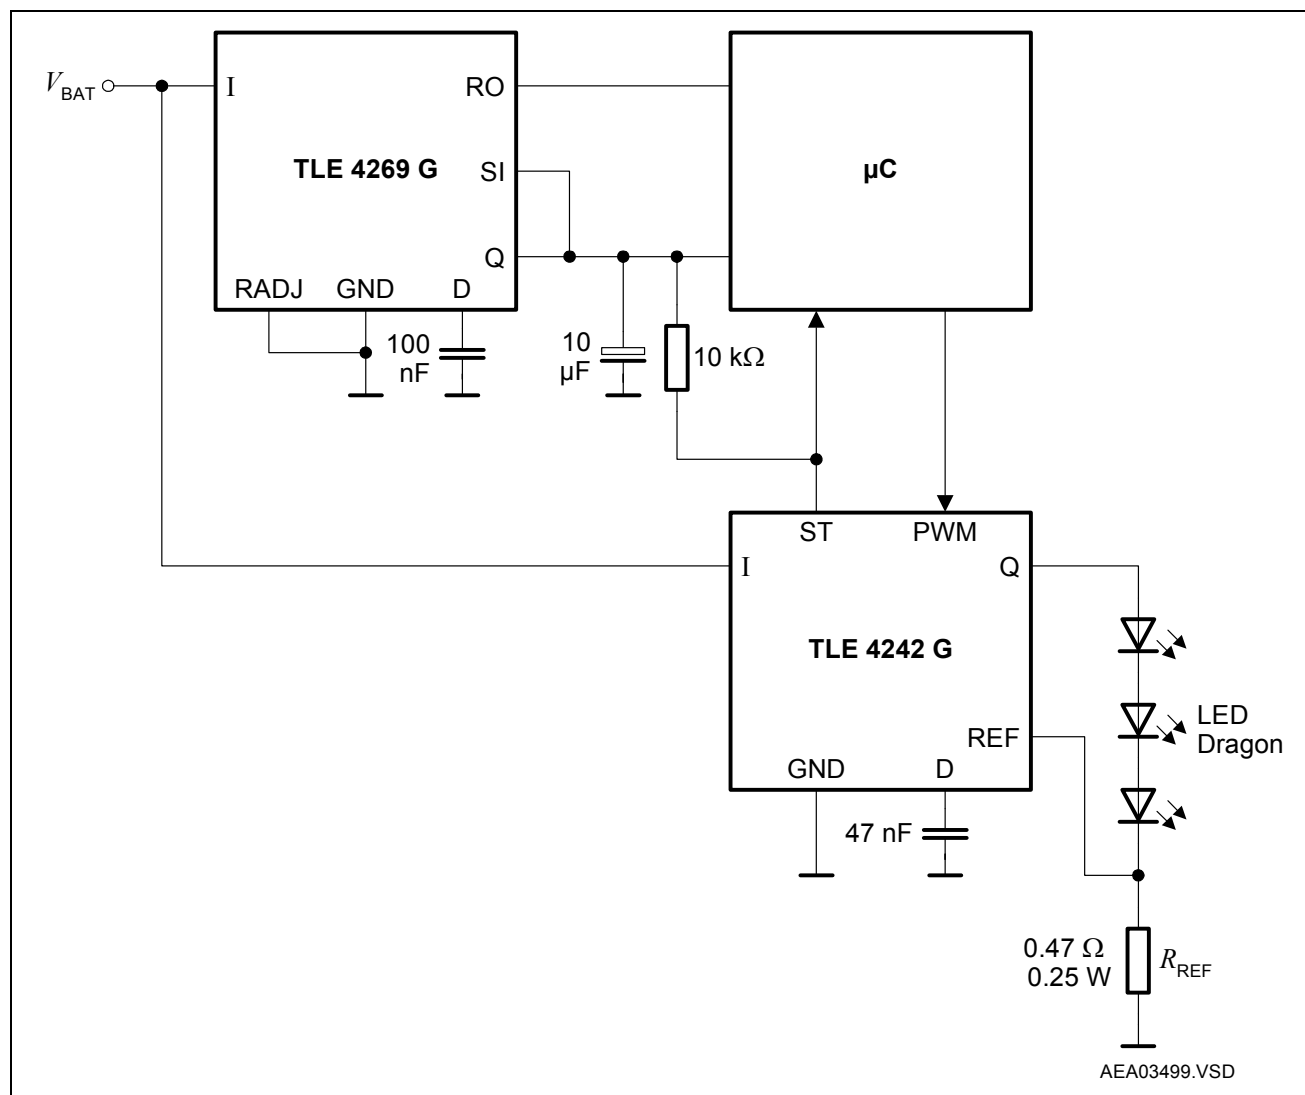 V_BAT
I
RO
TLE 4269 G
SI
µC
Q
RADJ
GND
D
100
nF
10
µF
10 kΩ
ST
PWM
I
Q
TLE 4242 G
LED
Dragon
REF
GND
D
47 nF
0.47 Ω
0.25 W
R_REF
AEA03499.VSD